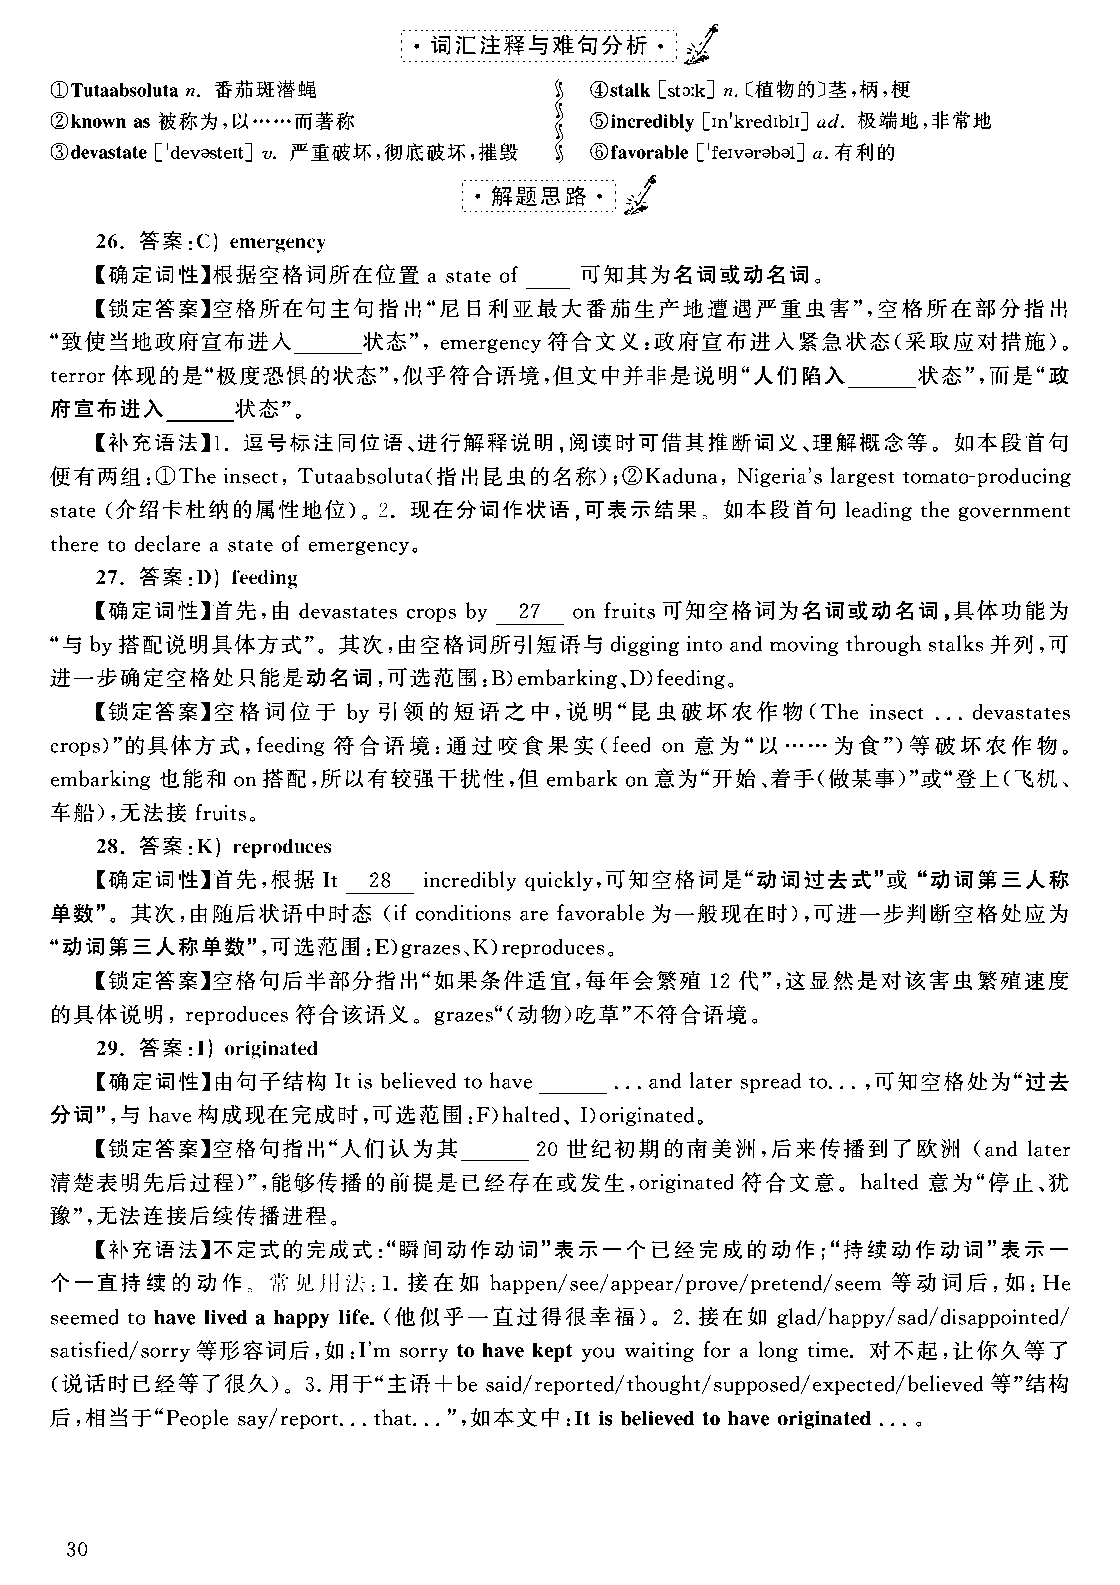 ·词汇注释与难句分析·
①Tutaabsoluta n. 番茄斑潜蝇
②known as 被称为,以……而著称
③devastate [ˈdevəsteɪt] v. 严重破坏,彻底破坏,摧毁
④stalk [stɔːk] n.〔植物的〕茎,柄,梗
⑤incredibly [ɪnˈkredɪblɪ] ad. 极端地,非常地
⑥favorable [ˈfeɪvərəbəl] a.有利的
·解题思路·
26. 答案:C) emergency
【确定词性】根据空格词所在位置 a state of ____ 可知其为名词或动名词。
【锁定答案】空格所在句主句指出“尼日利亚最大番茄生产地遭遇严重虫害”,空格所在部分指出
“致使当地政府宣布进入______状态”, emergency 符合文义:政府宣布进入紧急状态(采取应对措施)。
terror 体现的是“极度恐惧的状态”,似乎符合语境,但文中并非是说明“人们陷入______状态”,而是“政
府宣布进入______状态”。
【补充语法】1. 逗号标注同位语、进行解释说明,阅读时可借其推断词义、理解概念等。如本段首句
便有两组:①The insect, Tutaabsoluta(指出昆虫的名称);②Kaduna, Nigeria's largest tomato-producing
state (介绍卡杜纳的属性地位)。2. 现在分词作状语,可表示结果。如本段首句 leading the government
there to declare a state of emergency。
27. 答案:D) feeding
【确定词性】首先,由 devastates crops by __27__ on fruits 可知空格词为名词或动名词,具体功能为
“与 by 搭配说明具体方式”。其次,由空格词所引短语与 digging into and moving through stalks 并列,可
进一步确定空格处只能是动名词,可选范围:B)embarking、D)feeding。
【锁定答案】空格词位于 by 引领的短语之中,说明“昆虫破坏农作物(The insect ... devastates
crops)”的具体方式,feeding 符合语境:通过咬食果实(feed on 意为“以……为食”)等破坏农作物。
embarking 也能和 on 搭配,所以有较强干扰性,但 embark on 意为“开始、着手(做某事)”或“登上(飞机、
车船),无法接 fruits。
28. 答案:K) reproduces
【确定词性】首先,根据 It __28__ incredibly quickly,可知空格词是“动词过去式”或 “动词第三人称
单数”。其次,由随后状语中时态 (if conditions are favorable 为一般现在时),可进一步判断空格处应为
“动词第三人称单数”,可选范围:E)grazes、K)reproduces。
【锁定答案】空格句后半部分指出“如果条件适宜,每年会繁殖 12 代”,这显然是对该害虫繁殖速度
的具体说明, reproduces 符合该语义。grazes“(动物)吃草”不符合语境。
29. 答案:I) originated
【确定词性】由句子结构 It is believed to have ______ ...and later spread to...,可知空格处为“过去
分词”,与 have 构成现在完成时,可选范围:F)halted、I)originated。
【锁定答案】空格句指出“人们认为其______ 20 世纪初期的南美洲,后来传播到了欧洲 (and later
清楚表明先后过程)”,能够传播的前提是已经存在或发生,originated 符合文意。halted 意为“停止、犹
豫”,无法连接后续传播进程。
【补充语法】不定式的完成式:“瞬间动作动词”表示一个已经完成的动作;“持续动作动词”表示一
个一直持续的动作。常见用法:1. 接在如 happen/see/appear/prove/pretend/seem 等动词后,如:He
seemed to have lived a happy life.(他似乎一直过得很幸福)。2. 接在如 glad/happy/sad/disappointed/
satisfied/sorry 等形容词后,如:I'm sorry to have kept you waiting for a long time. 对不起,让你久等了
(说话时已经等了很久)。3. 用于“主语+be said/reported/thought/supposed/expected/believed 等”结构
后,相当于“People say/report...that...”,如本文中:It is believed to have originated ...。
30